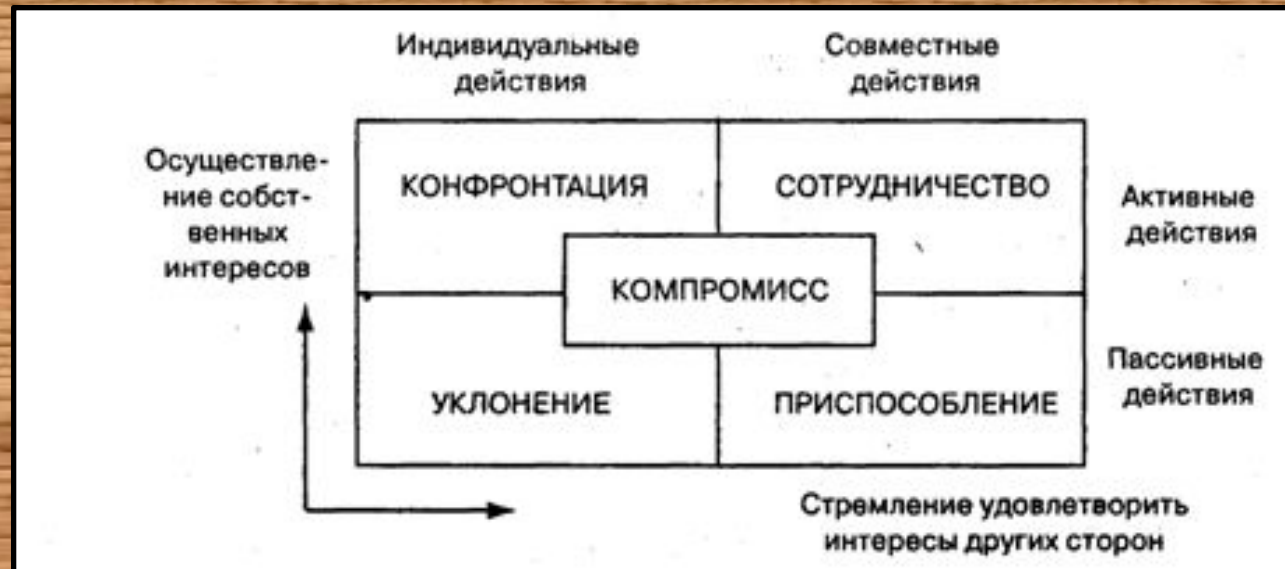 Индивидуальные
действия
Совместные
действия
Осуществле-
ние собст-
венных
интересов
КОНФРОНТАЦИЯ
СОТРУДНИЧЕСТВО
Активные
действия
КОМПРОМИСС
УКЛОНЕНИЕ
ПРИСПОСОБЛЕНИЕ
Пассивные
действия
Стремление удовлетворить
интересы других сторон